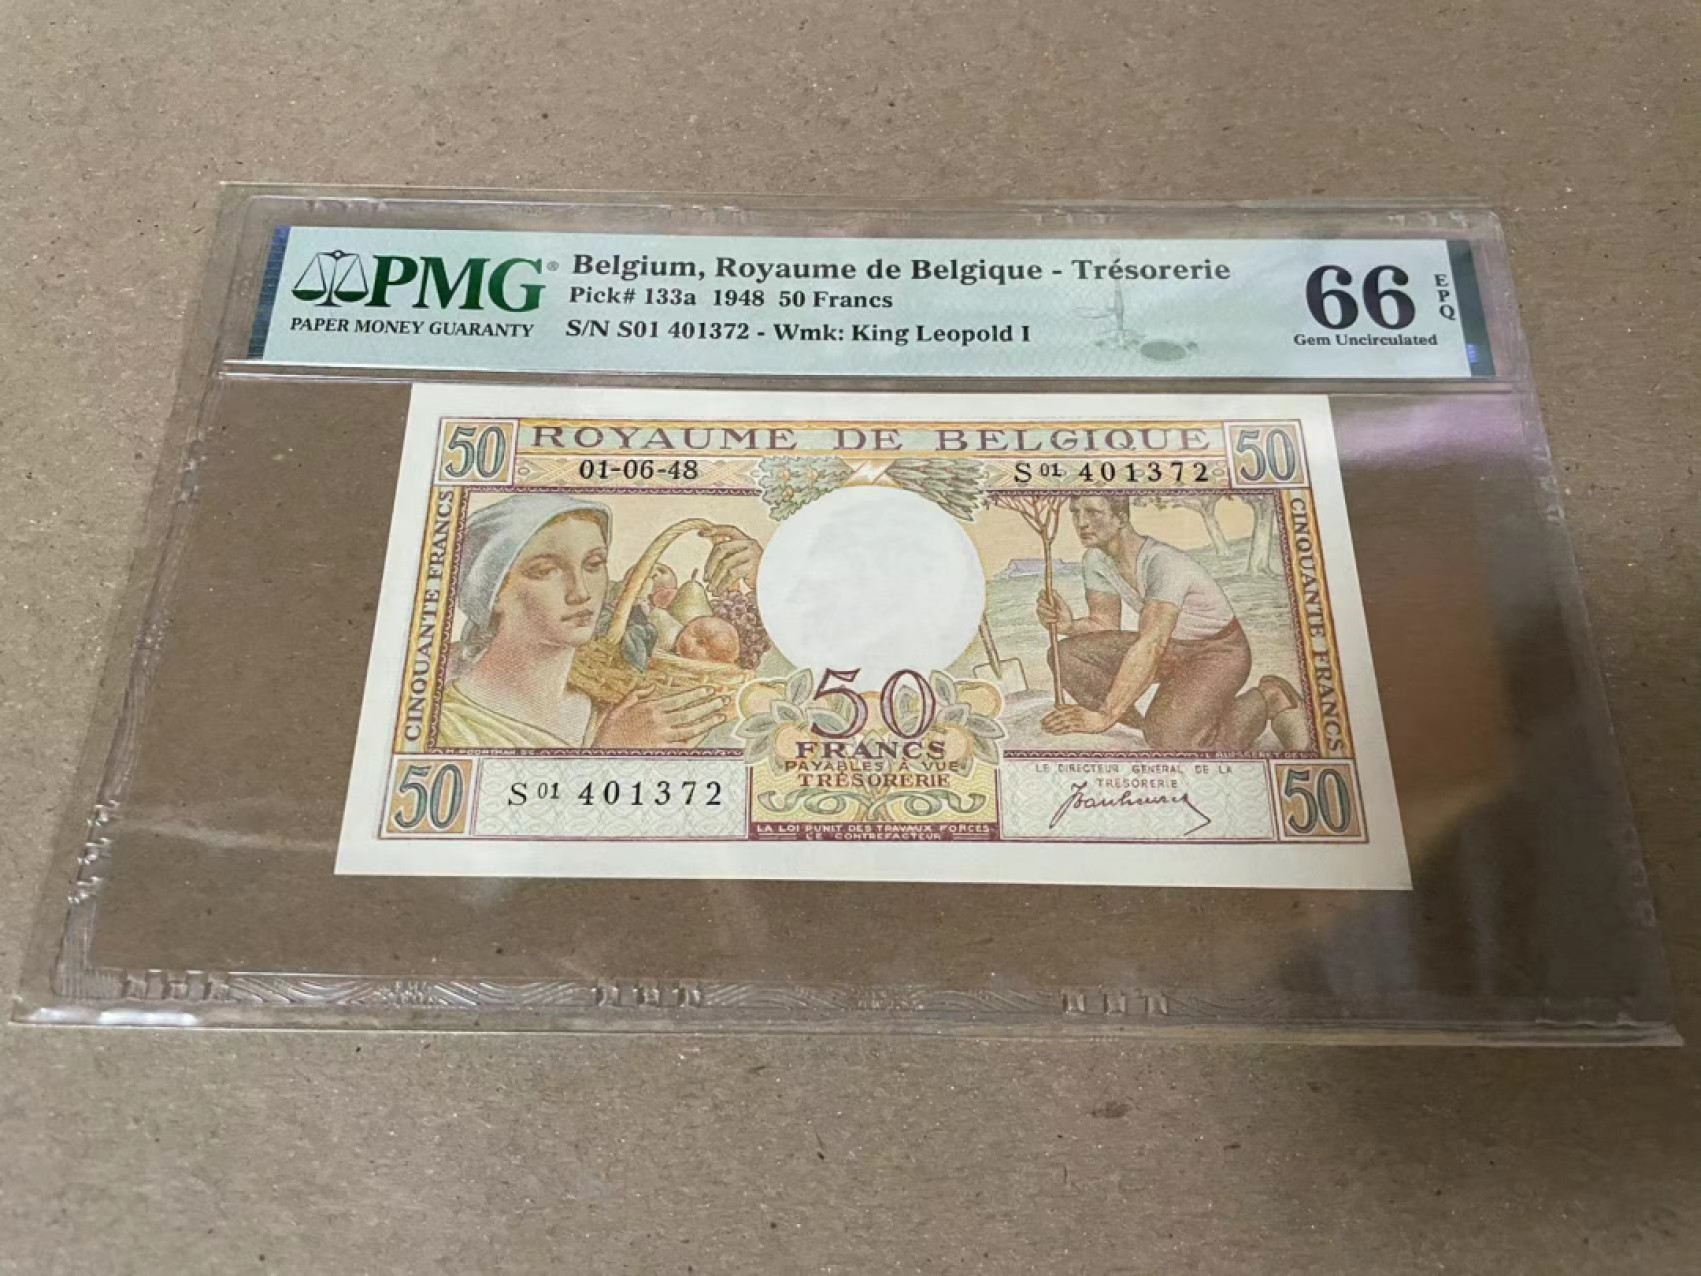 PMG®
PAPER MONEY GUARANTY
Belgium, Royaume de Belgique - Trésorerie
Pick# 133a 1948 50 Francs
S/N S01 401372 - Wmk: King Leopold I
66 EPQ
Gem Uncirculated
50 ROYAUME DE BELGIQUE 50
01-06-48 S 01 401372
CINQUANTE FRANCS
CINQUANTE FRANCS
50
FRANCS
PAYABLES A VUE
TRÉSORERIE
50 S 01 401372
LE DIRECTEUR GENERAL DE LA
TRESORERIE
50
LA LOI PUNIT DES TRAVAUX FORCES
LE CONTREFACTEUR